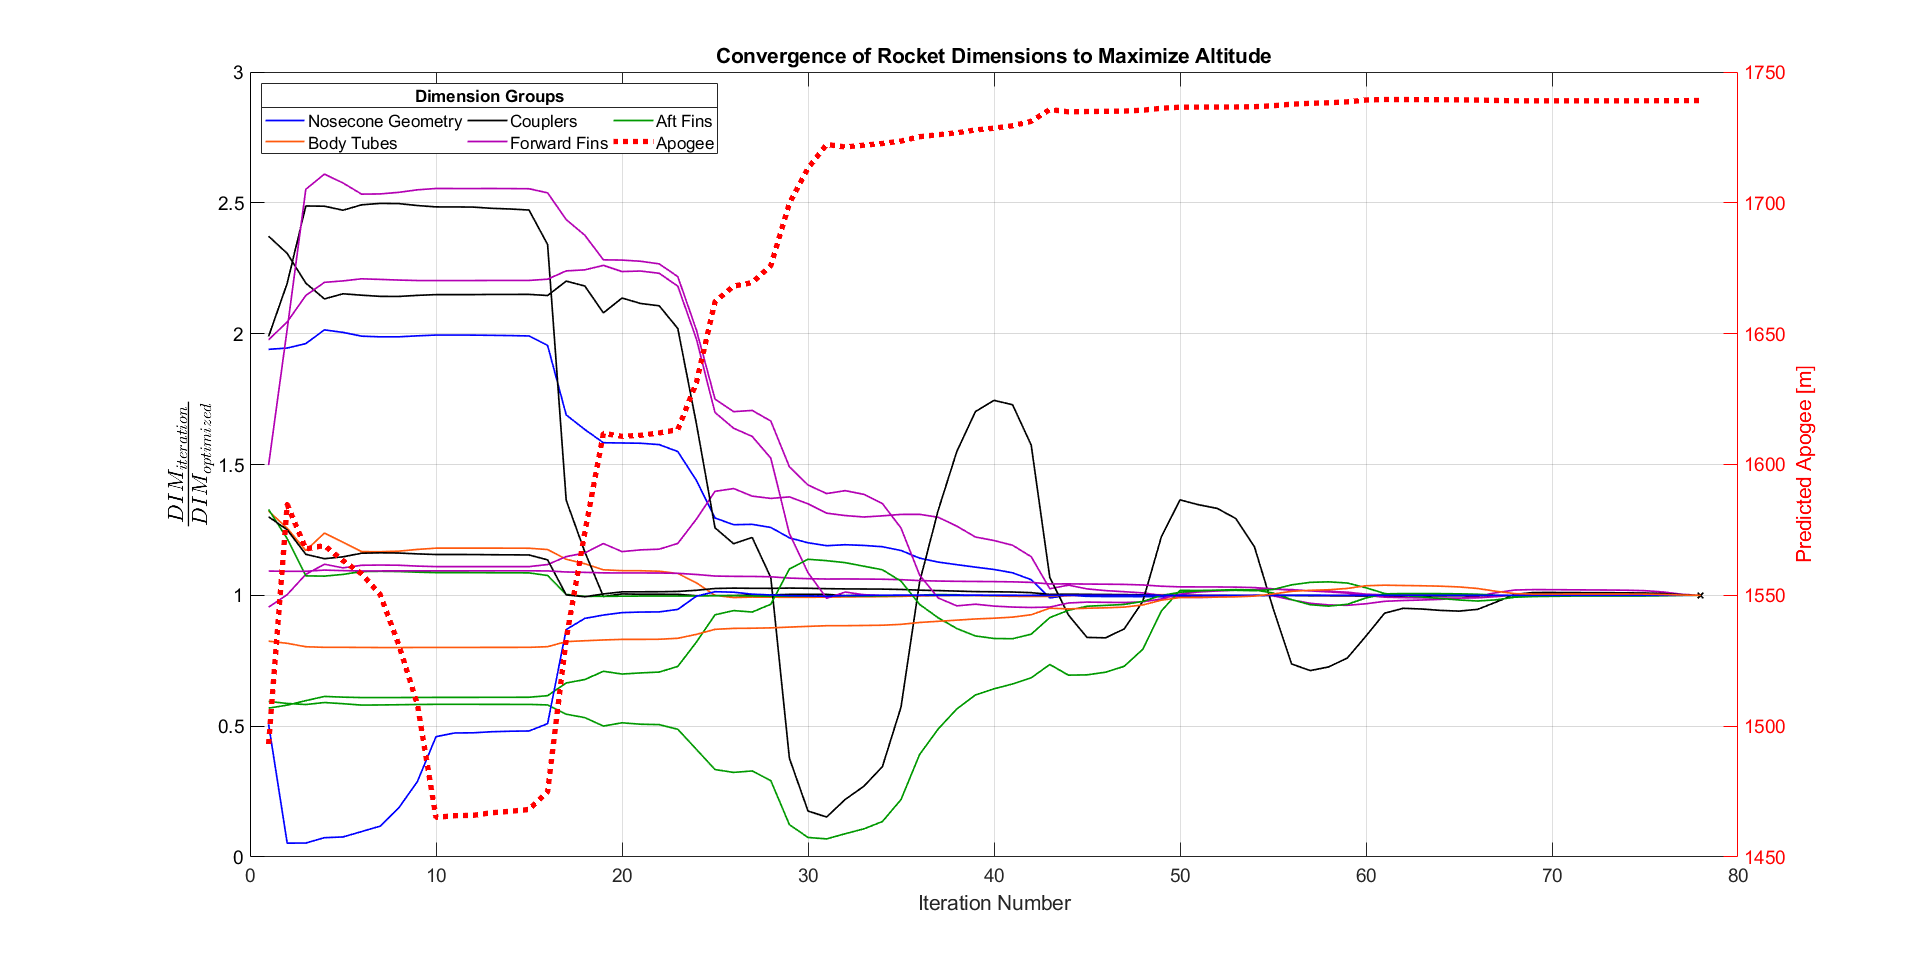 Convergence of Rocket Dimensions to Maximize Altitude
Dimension Groups
Nosecone Geometry Couplers Aft Fins
Body Tubes Forward Fins Apogee
3
2.5
2
1.5
1
0.5
0
DIM_iteration
DIM_optimized
1750
1700
1650
1600
1550
1500
1450
Predicted Apogee [m]
0 10 20 30 40 50 60 70 80
Iteration Number